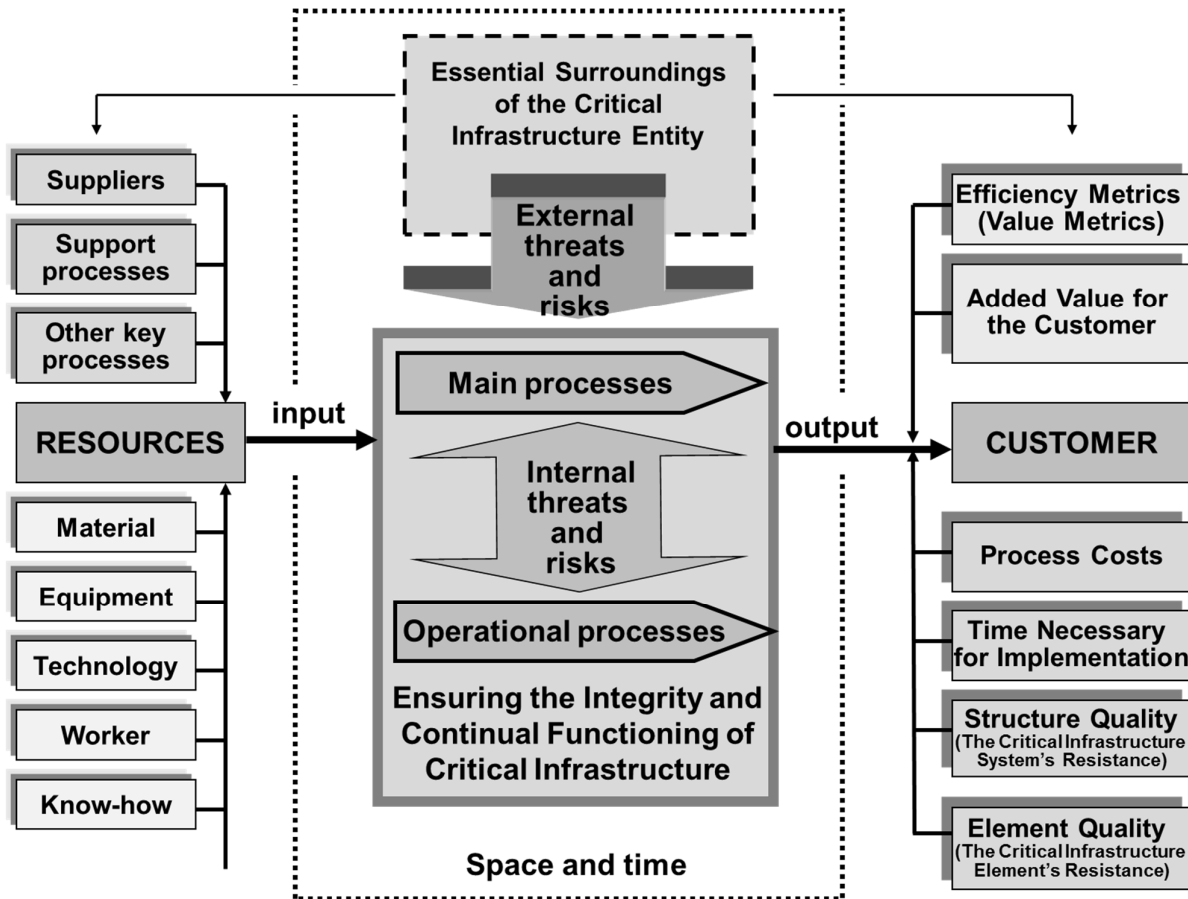 Essential Surroundings
of the Critical
Infrastructure Entity
External
threats
and
risks
Suppliers
Support
processes
Other key
processes
RESOURCES
Material
Equipment
Technology
Worker
Know-how
input
Main processes
Internal
threats
and
risks
Operational processes
Ensuring the Integrity and
Continual Functioning of
Critical Infrastructure
Space and time
output
Efficiency Metrics
(Value Metrics)
Added Value for
the Customer
CUSTOMER
Process Costs
Time Necessary
for Implementation
Structure Quality
(The Critical Infrastructure
System's Resistance)
Element Quality
(The Critical Infrastructure
Element's Resistance)